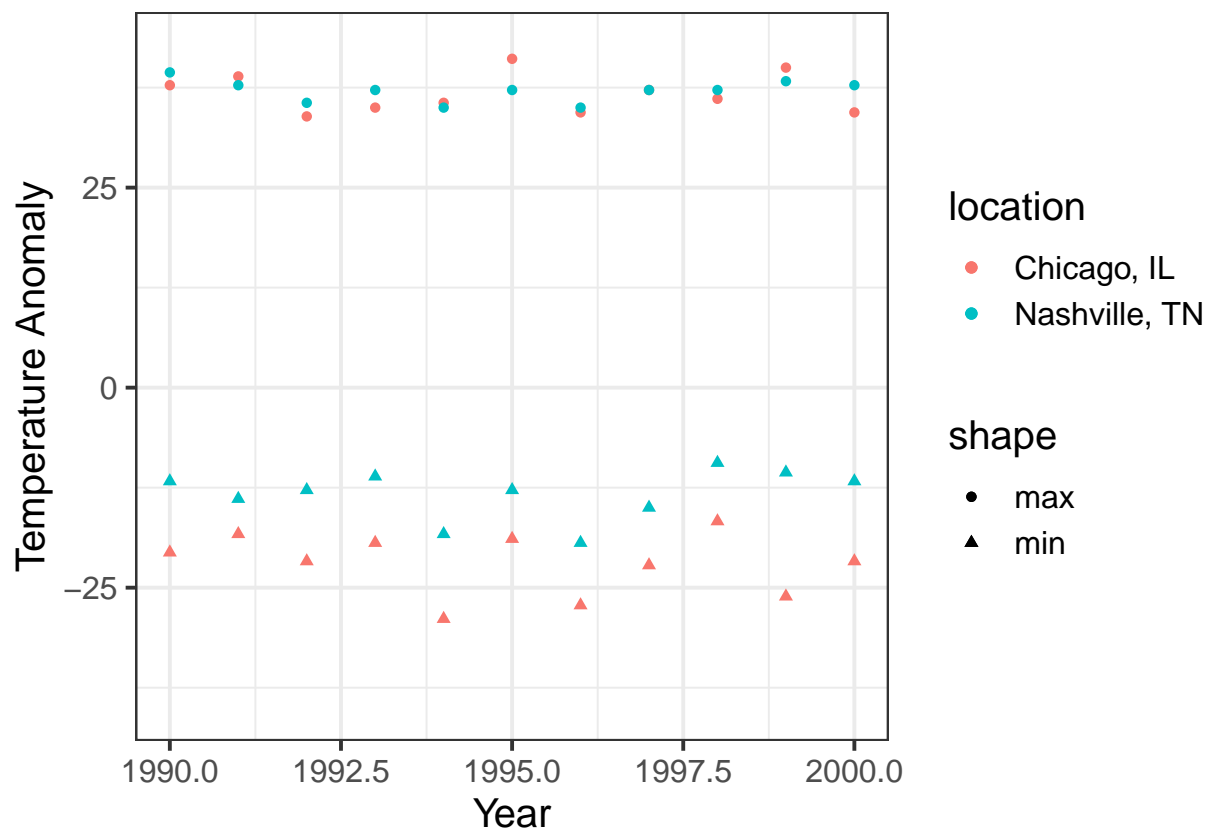 Temperature Anomaly
25
0
−25
1990.0 1992.5 1995.0 1997.5 2000.0
Year
location
Chicago, IL
Nashville, TN
shape
max
min